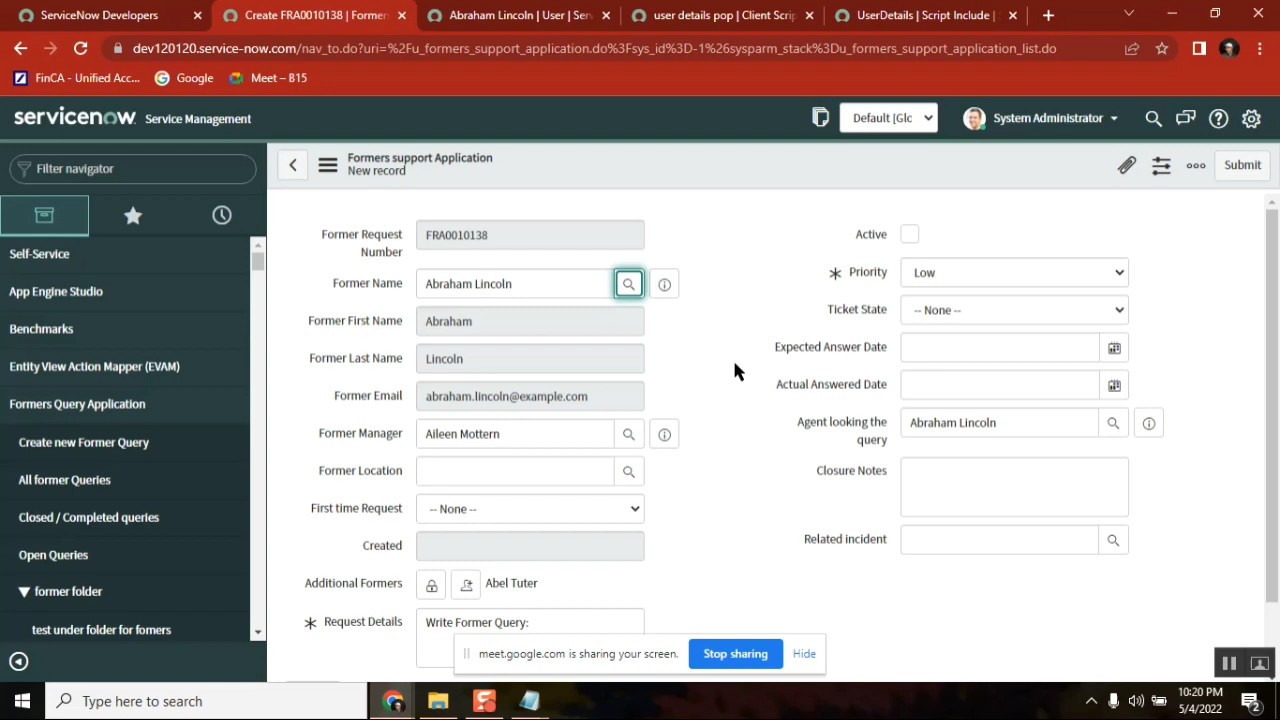 ServiceNow Developers
Create FRA0010138 | Former
Abraham Lincoln | User | Serv
user details pop | Client Scrip
UserDetails | Script Include |
dev120120.service-now.com/nav_to.do?uri=%2Fu_formers_support_application.do%3Fsys_id%3D-1%26sysparm_stack%3Du_formers_support_application_list.do
FinCA - Unified Acc...
Google
Meet – B15
servicenow
Service Management
Default [Glc
System Administrator
Filter navigator
Self-Service
App Engine Studio
Benchmarks
Entity View Action Mapper (EVAM)
Formers Query Application
Create new Former Query
All former Queries
Closed / Completed queries
Open Queries
former folder
test under folder for fomers
Formers support Application
New record
Submit
Former Request
Number
FRA0010138
Former Name
Abraham Lincoln
Former First Name
Abraham
Former Last Name
Lincoln
Former Email
abraham.lincoln@example.com
Former Manager
Aileen Mottern
Former Location
First time Request
-- None --
Created
Additional Formers
Abel Tuter
Request Details
Write Former Query:
Active
Priority
Low
Ticket State
-- None --
Expected Answer Date
Actual Answered Date
Agent looking the
query
Abraham Lincoln
Closure Notes
Related incident
meet.google.com is sharing your screen.
Stop sharing
Hide
Type here to search
10:20 PM
5/4/2022
2